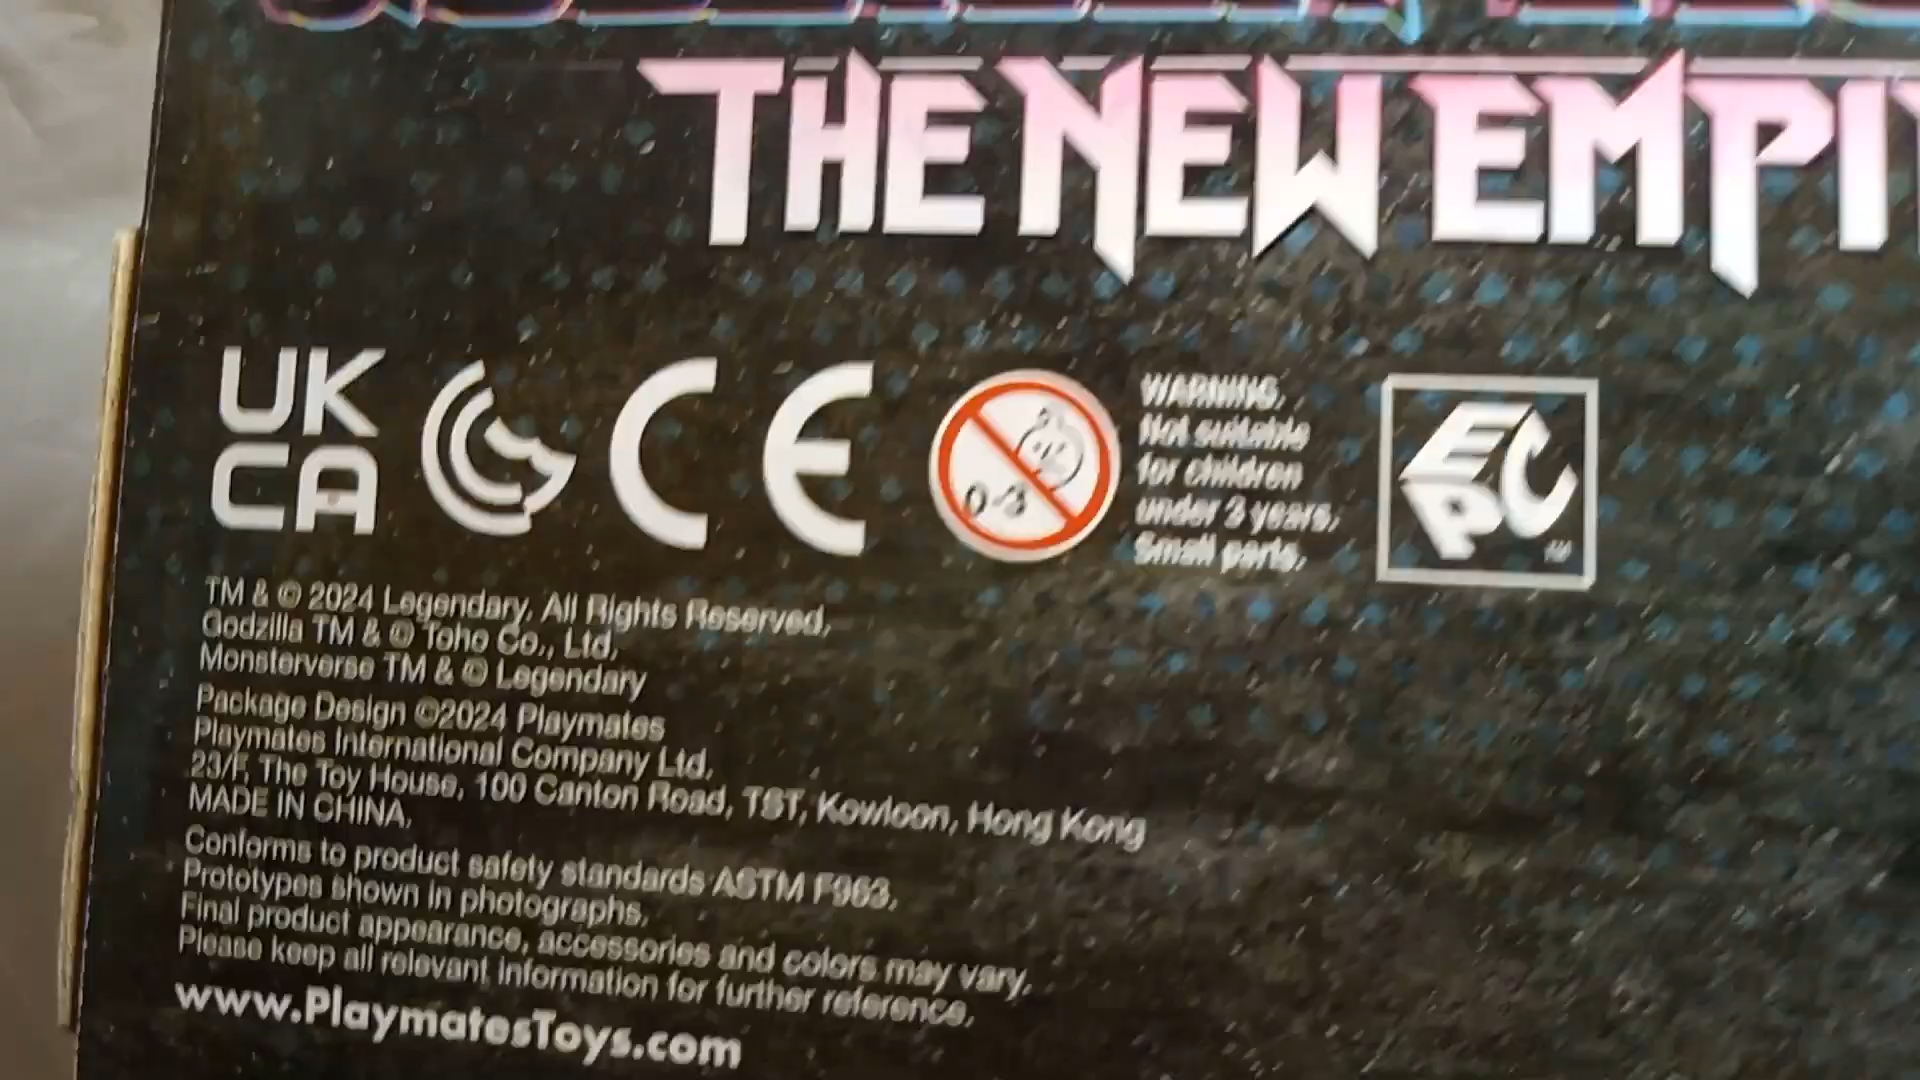 THE NEW EMPI
UK
CA
CE
0-3
WARNING.
Not suitable
for children
under 3 years.
Small parts.
EPC
TM & © 2024 Legendary. All Rights Reserved.
Godzilla TM & © Toho Co., Ltd.
Monsterverse TM & © Legendary
Package Design ©2024 Playmates
Playmates International Company Ltd.
23/F, The Toy House, 100 Canton Road, TST, Kowloon, Hong Kong
MADE IN CHINA.
Conforms to product safety standards ASTM F963.
Prototypes shown in photographs.
Final product appearance, accessories and colors may vary.
Please keep all relevant information for further reference.
www.PlaymatesToys.com